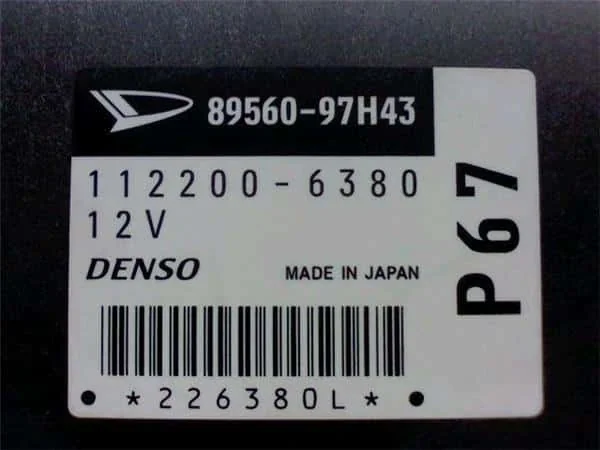 89560-97H43
112200-6380
12V
DENSO MADE IN JAPAN
*226380L*
P67